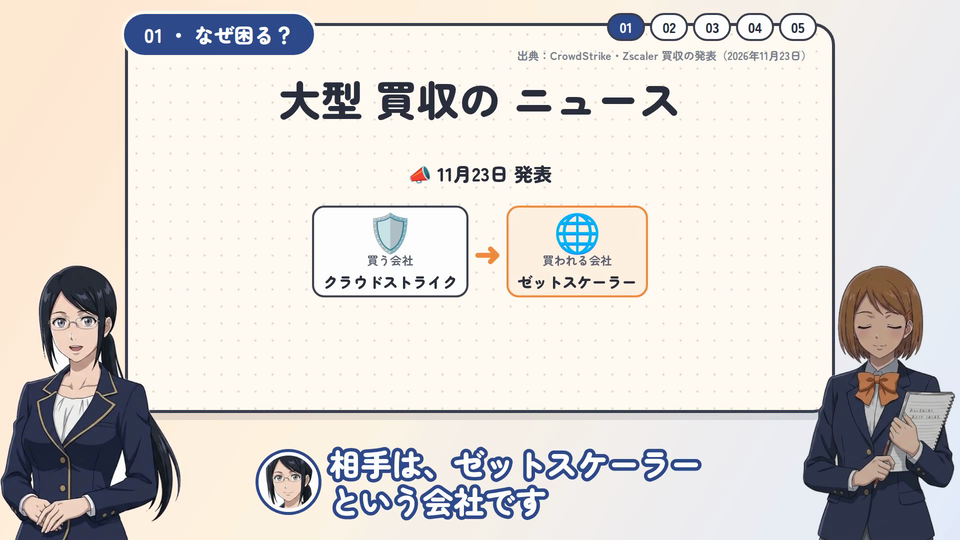 01 ・ なぜ困る？
01 02 03 04 05
出典：CrowdStrike・Zscaler 買収の発表（2026年11月23日）
大型 買収の ニュース
11月23日 発表
買う会社
クラウドストライク
買われる会社
ゼットスケーラー
相手は、ゼットスケーラー
という会社です